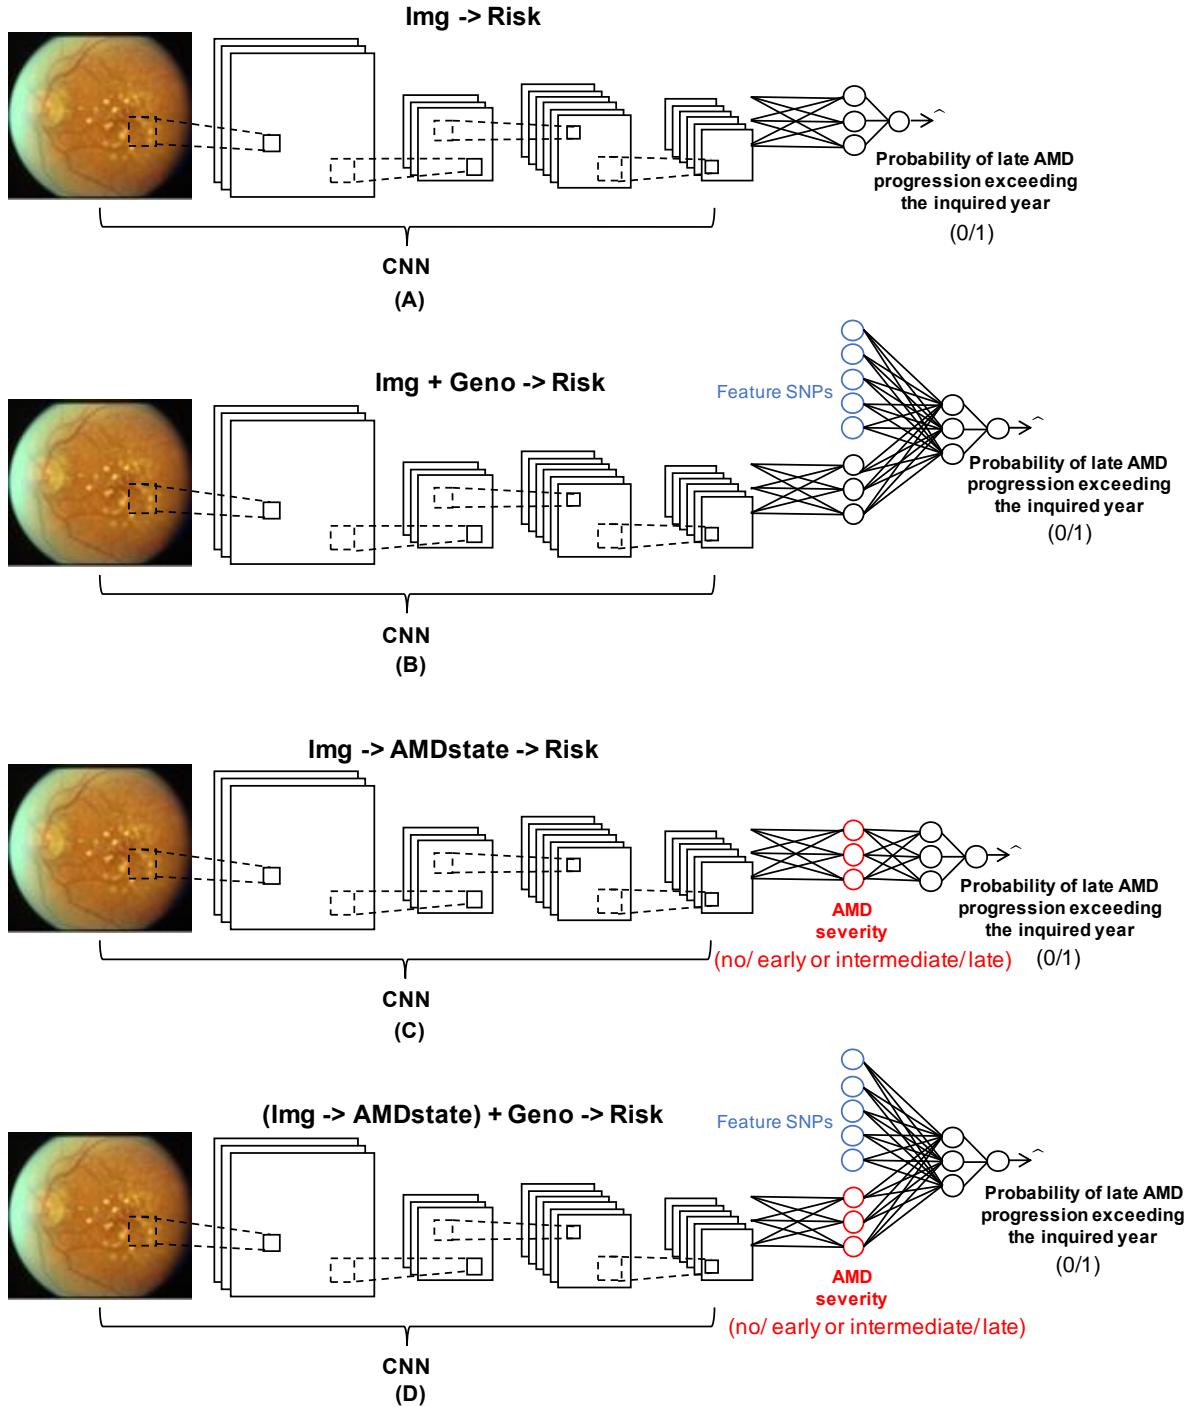 Img -> Risk
Probability of late AMD
progression exceeding
the inquired year
(0/1)
CNN
(A)
Img + Geno -> Risk
Feature SNPs
Probability of late AMD
progression exceeding
the inquired year
(0/1)
CNN
(B)
Img -> AMDstate -> Risk
AMD
severity
(no/ early or intermediate/ late)
Probability of late AMD
progression exceeding
the inquired year
(0/1)
CNN
(C)
(Img -> AMDstate) + Geno -> Risk
Feature SNPs
Probability of late AMD
progression exceeding
the inquired year
(0/1)
AMD
severity
(no/ early or intermediate/ late)
CNN
(D)